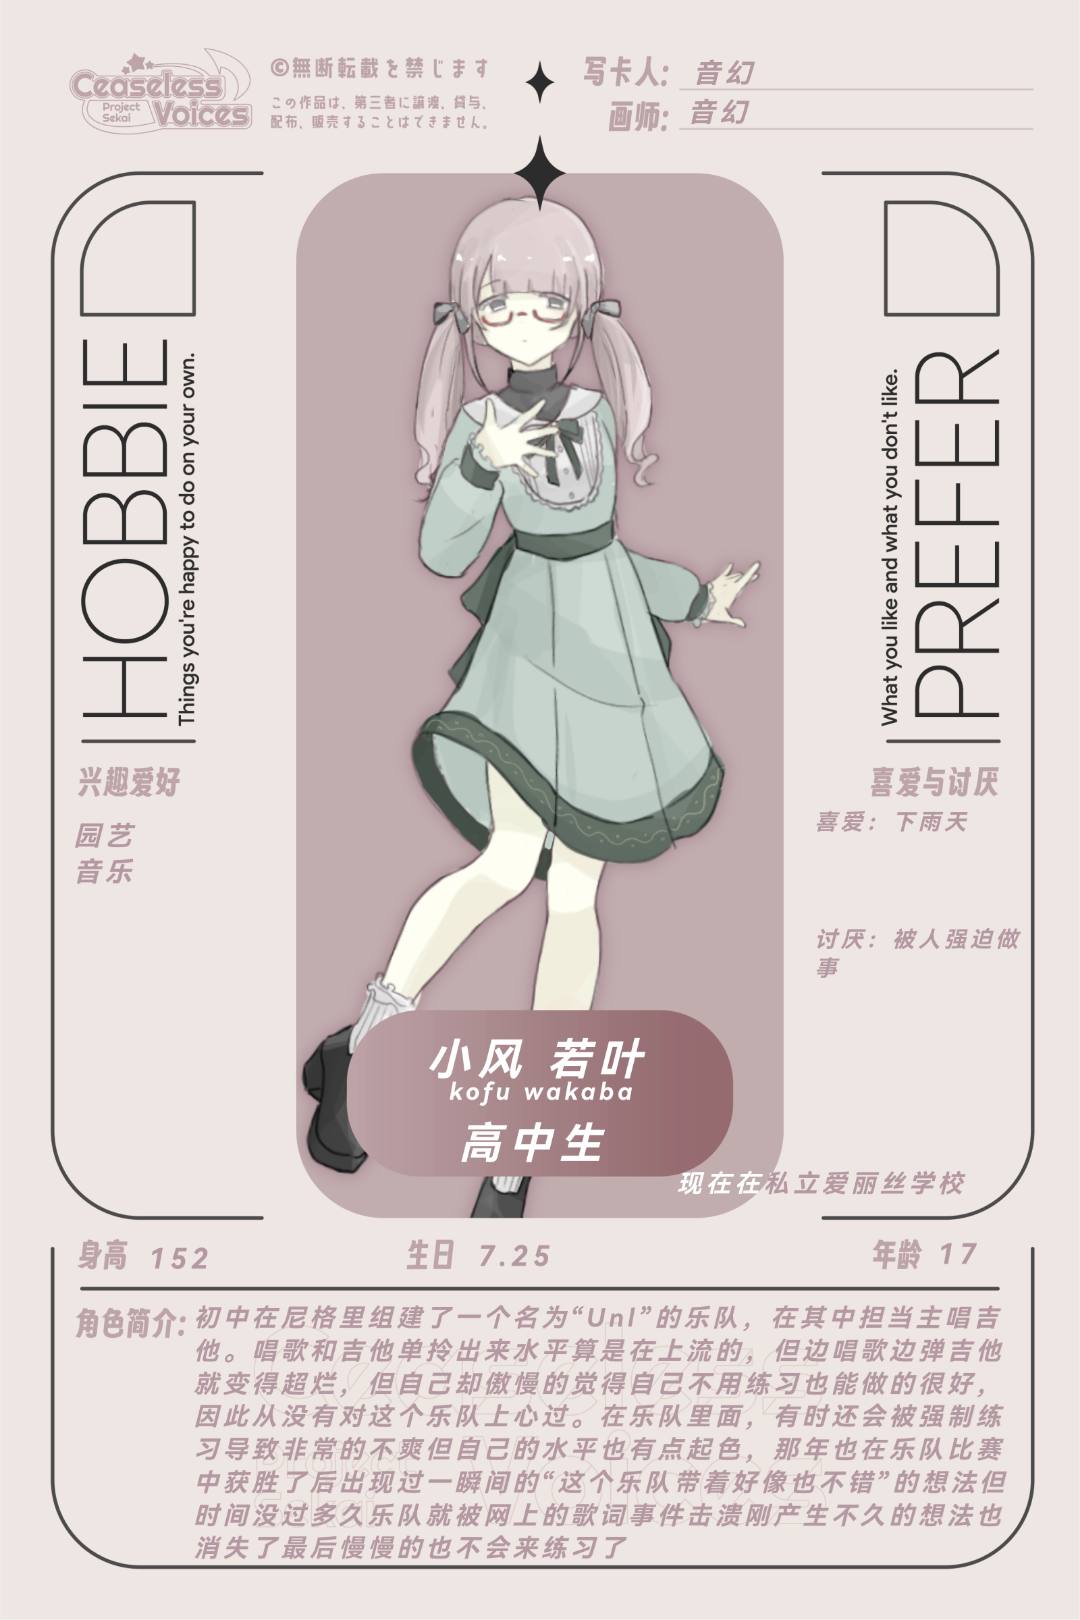 Ceaseless
Project
Sekai
Voices
©無断転載を禁じます
この作品は、第三者に譲渡、貸与、
配布、販売することはできません。
写卡人: 音幻
画师: 音幻
HOBBIE
Things you're happy to do on your own.
兴趣爱好
园艺
音乐
PREFER
What you like and what you don't like.
喜爱与讨厌
喜爱：下雨天
讨厌：被人强迫做
事
小风 若叶
kofu wakaba
高中生
现在在私立爱丽丝学校
身高 152
生日 7.25
年龄 17
角色简介: 初中在尼格里组建了一个名为“Unl”的乐队，在其中担当主唱吉
他。唱歌和吉他单拎出来水平算是在上流的，但边唱歌边弹吉他
就变得超烂，但自己却傲慢的觉得自己不用练习也能做的很好，
因此从没有对这个乐队上心过。在乐队里面，有时还会被强制练
习导致非常的不爽但自己的水平也有点起色，那年也在乐队比赛
中获胜了后出现过一瞬间的“这个乐队带着好像也不错”的想法但
时间没过多久乐队就被网上的歌词事件击溃刚产生不久的想法也
消失了最后慢慢的也不会来练习了